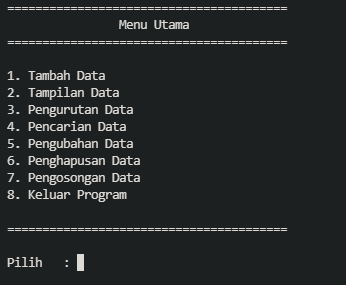 ========================================
Menu Utama
========================================
1. Tambah Data
2. Tampilan Data
3. Pengurutan Data
4. Pencarian Data
5. Pengubahan Data
6. Penghapusan Data
7. Pengosongan Data
8. Keluar Program
========================================
Pilih   :